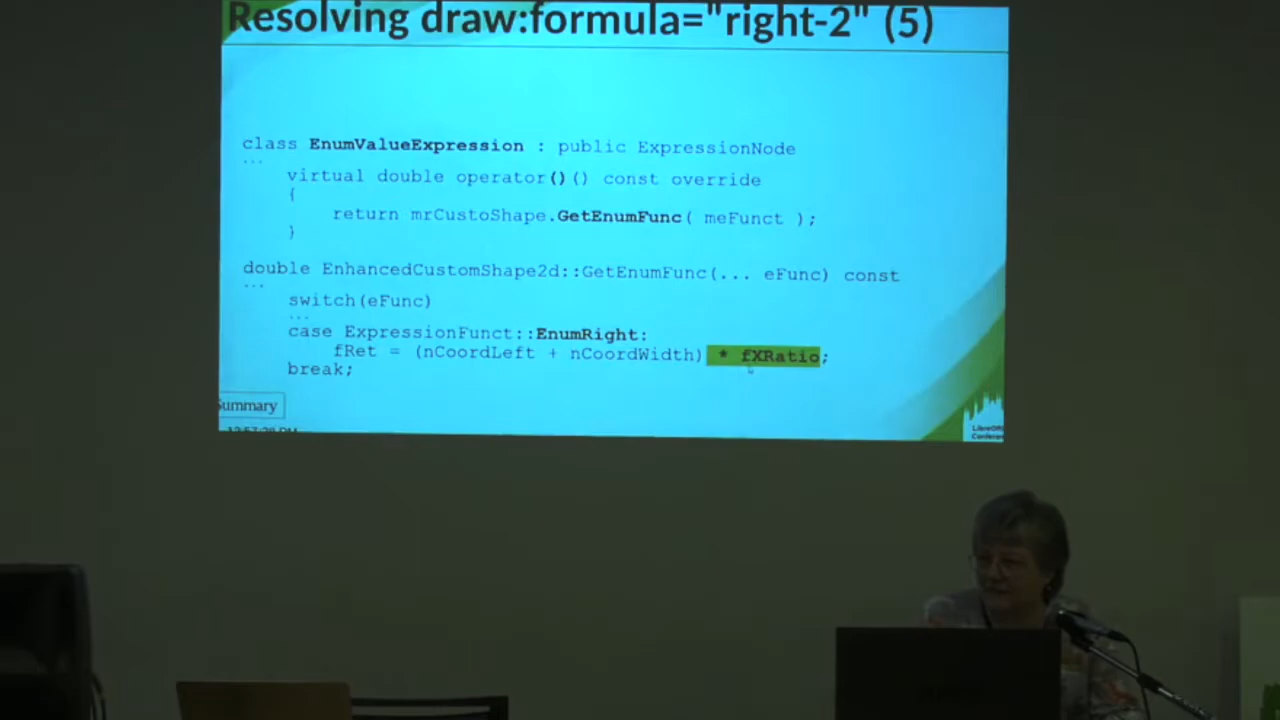 Resolving draw:formula="right-2" (5)
class EnumValueExpression : public ExpressionNode
...
virtual double operator()() const override
{
return mrCustoShape.GetEnumFunc( meFunct );
}
double EnhancedCustomShape2d::GetEnumFunc(... eFunc) const
...
switch(eFunc)
...
case ExpressionFunct::EnumRight:
fRet = (nCoordLeft + nCoordWidth) * fXRatio;
break;
Summary